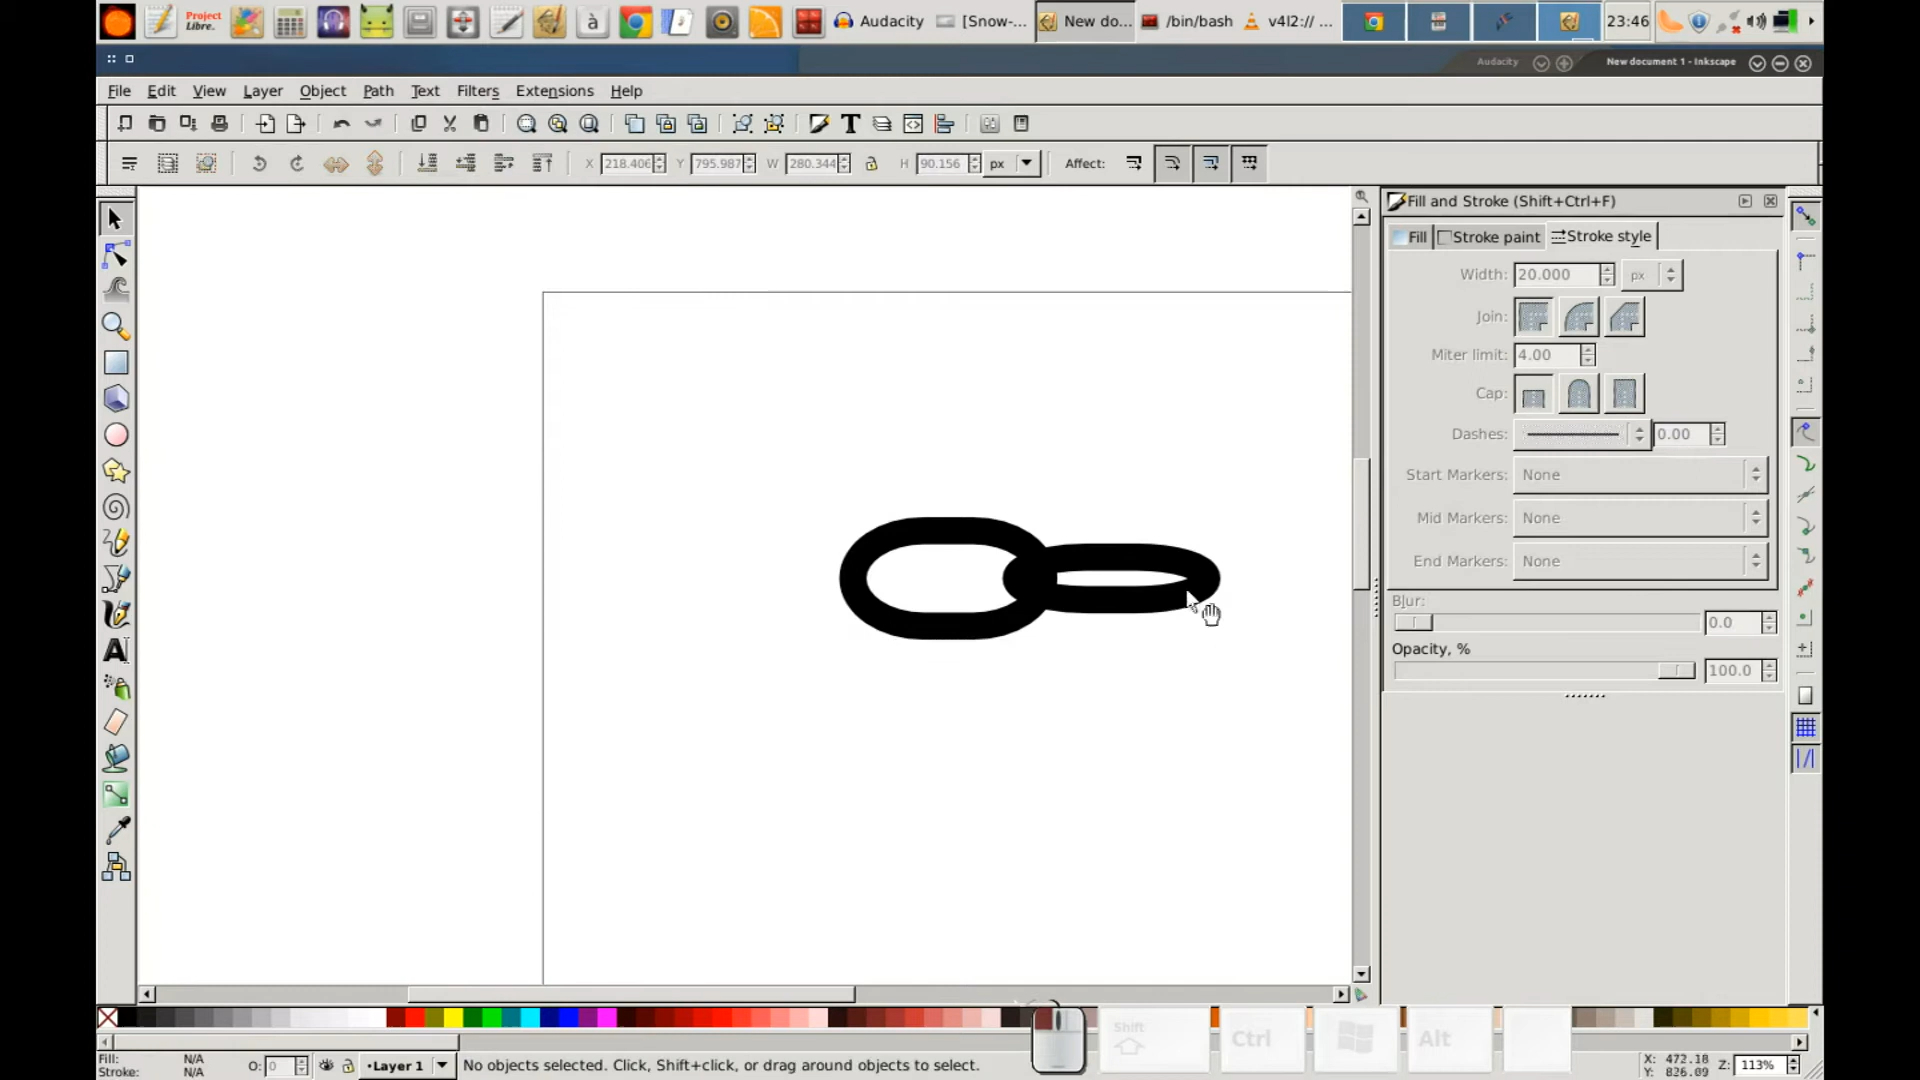 Project
Libre.
à
Audacity
[Snow-...
New do...
/bin/bash
v4l2:// ...
23:46
Audacity
New document 1 - Inkscape
File Edit View Layer Object Path Text Filters Extensions Help
X 218.406 Y 795.987 W 280.344 H 90.156 px Affect:
Fill and Stroke (Shift+Ctrl+F)
Fill Stroke paint Stroke style
Width: 20.000 px
Join:
Miter limit: 4.00
Cap:
Dashes: 0.00
Start Markers: None
Mid Markers: None
End Markers: None
Blur:
0.0
Opacity, %
100.0
Shift
Ctrl
Alt
Fill: N/A
Stroke: N/A
O: 0
•Layer 1
No objects selected. Click, Shift+click, or drag around objects to select.
X: 472.18
Y: 826.09
Z: 113%